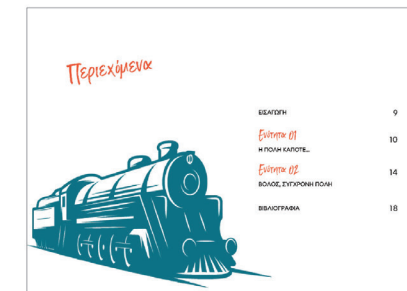 Περιεχόμενα
ΕΙΣΑΓΩΓΗ 9
Ενότητα 01 10
Η ΠΟΛΗ ΚΑΠΟΤΕ...
Ενότητα 02 14
ΒΟΛΟΣ, ΣΥΓΧΡΟΝΗ ΠΟΛΗ
ΒΙΒΛΙΟΓΡΑΦΙΑ 18